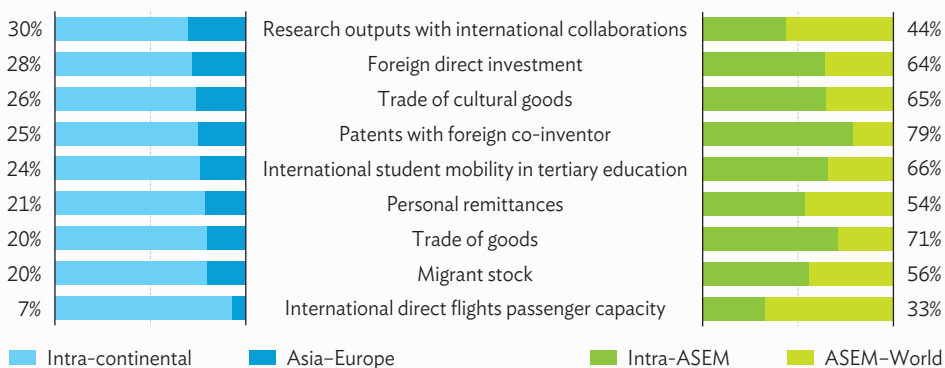 30% Research outputs with international collaborations 44%
28% Foreign direct investment 64%
26% Trade of cultural goods 65%
25% Patents with foreign co-inventor 79%
24% International student mobility in tertiary education 66%
21% Personal remittances 54%
20% Trade of goods 71%
20% Migrant stock 56%
7% International direct flights passenger capacity 33%
Intra-continental Asia–Europe Intra-ASEM ASEM–World